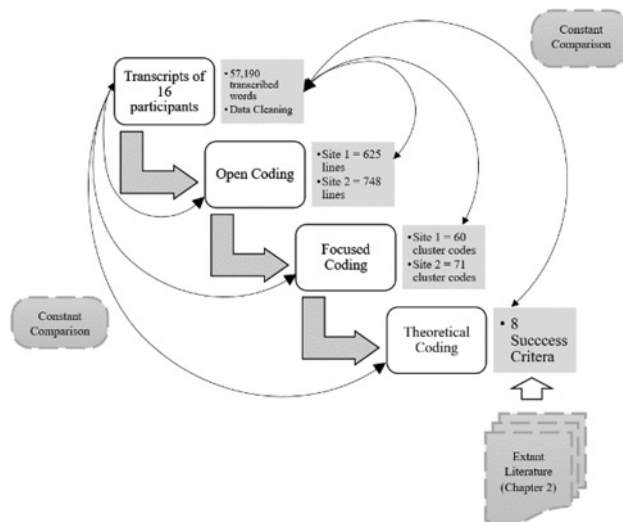 Constant
Comparison
Transcripts of
16
participants
•57,190
transcribed
words
•Data Cleaning
Open Coding
•Site 1 = 625
lines
•Site 2 = 748
lines
Focused
Coding
•Site 1 = 60
cluster codes
•Site 2 = 71
cluster codes
Constant
Comparison
Theoretical
Coding
• 8
Succcess
Critera
Extant
Literature
(Chapter 2)